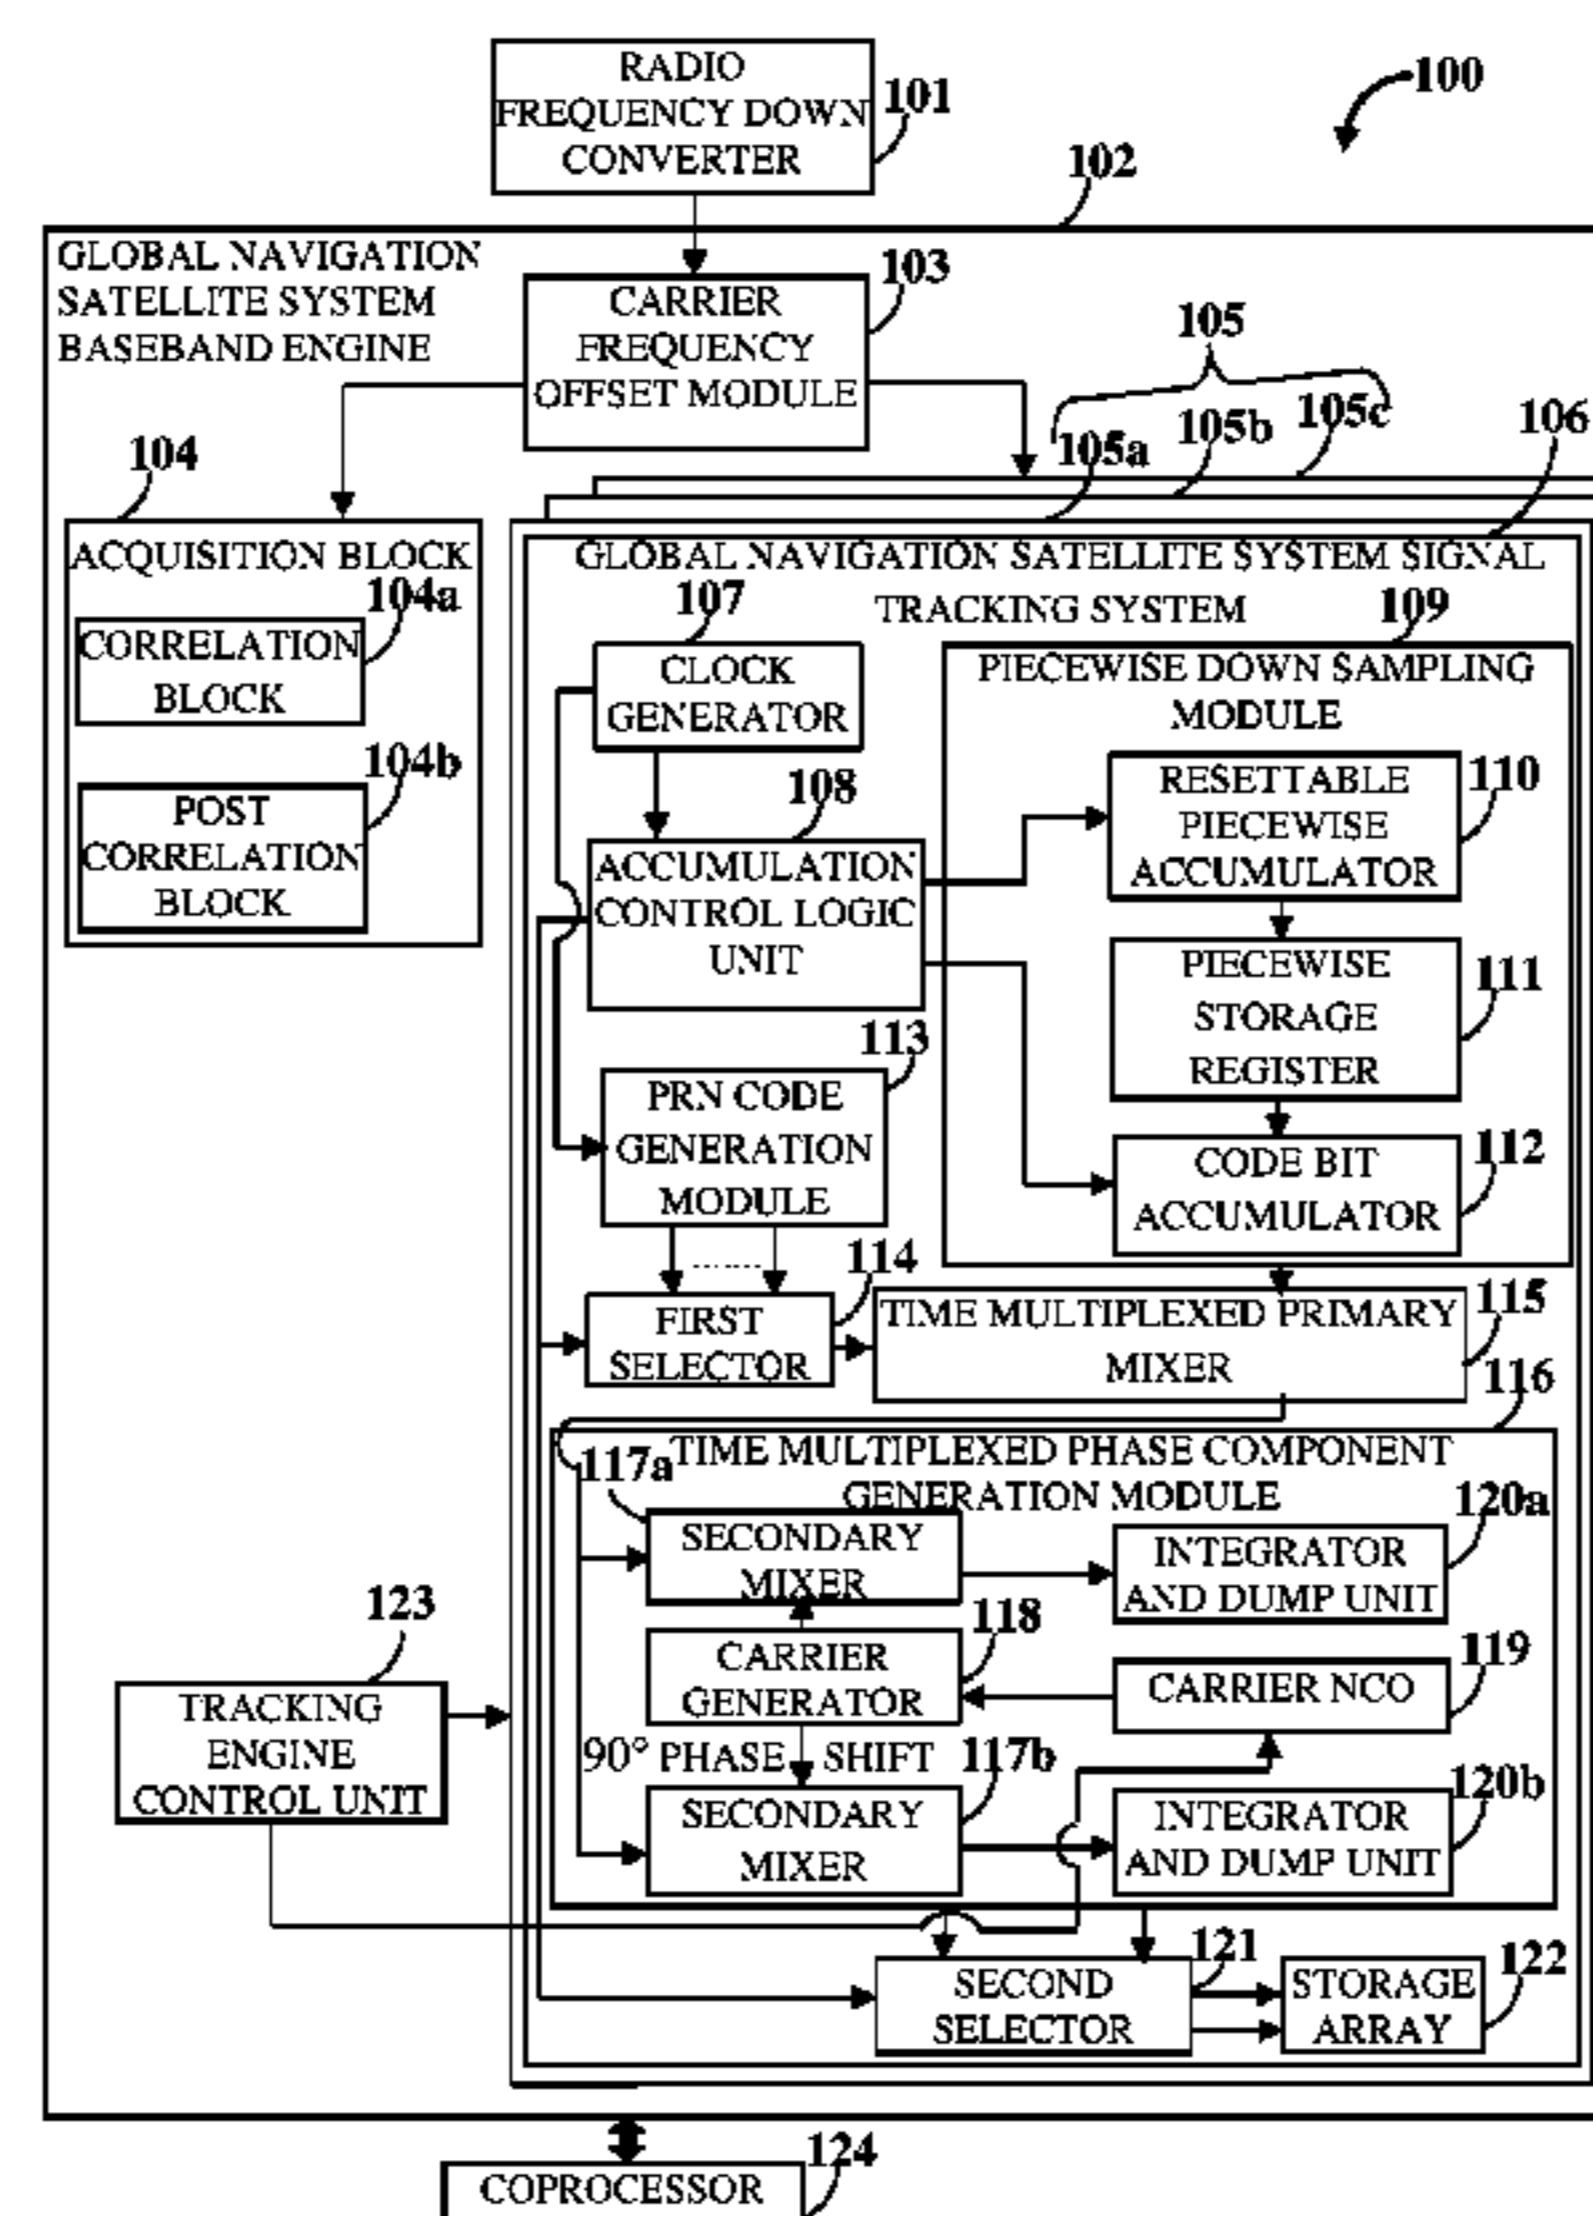 RADIO
FREQUENCY DOWN
CONVERTER
101
100
102
GLOBAL NAVIGATION
SATELLITE SYSTEM
BASEBAND ENGINE
CARRIER
FREQUENCY
OFFSET MODULE
103
105
105a
105b
105c
106
104
ACQUISITION BLOCK
104a
CORRELATION
BLOCK
104b
POST
CORRELATION
BLOCK
GLOBAL NAVIGATION SATELLITE SYSTEM SIGNAL
TRACKING SYSTEM
107
CLOCK
GENERATOR
108
ACCUMULATION
CONTROL LOGIC
UNIT
109
PIECEWISE DOWN SAMPLING
MODULE
RESETTABLE
PIECEWISE
ACCUMULATOR
110
PIECEWISE
STORAGE
REGISTER
111
CODE BIT
ACCUMULATOR
112
113
PRN CODE
GENERATION
MODULE
114
FIRST
SELECTOR
TIME MULTIPLEXED PRIMARY
MIXER
115
116
TIME MULTIPLEXED PHASE COMPONENT
GENERATION MODULE
117a
SECONDARY
MIXER
120a
INTEGRATOR
AND DUMP UNIT
118
CARRIER
GENERATOR
119
CARRIER NCO
90° PHASE SHIFT
117b
SECONDARY
MIXER
120b
INTEGRATOR
AND DUMP UNIT
123
TRACKING
ENGINE
CONTROL UNIT
121
SECOND
SELECTOR
122
STORAGE
ARRAY
124
COPROCESSOR